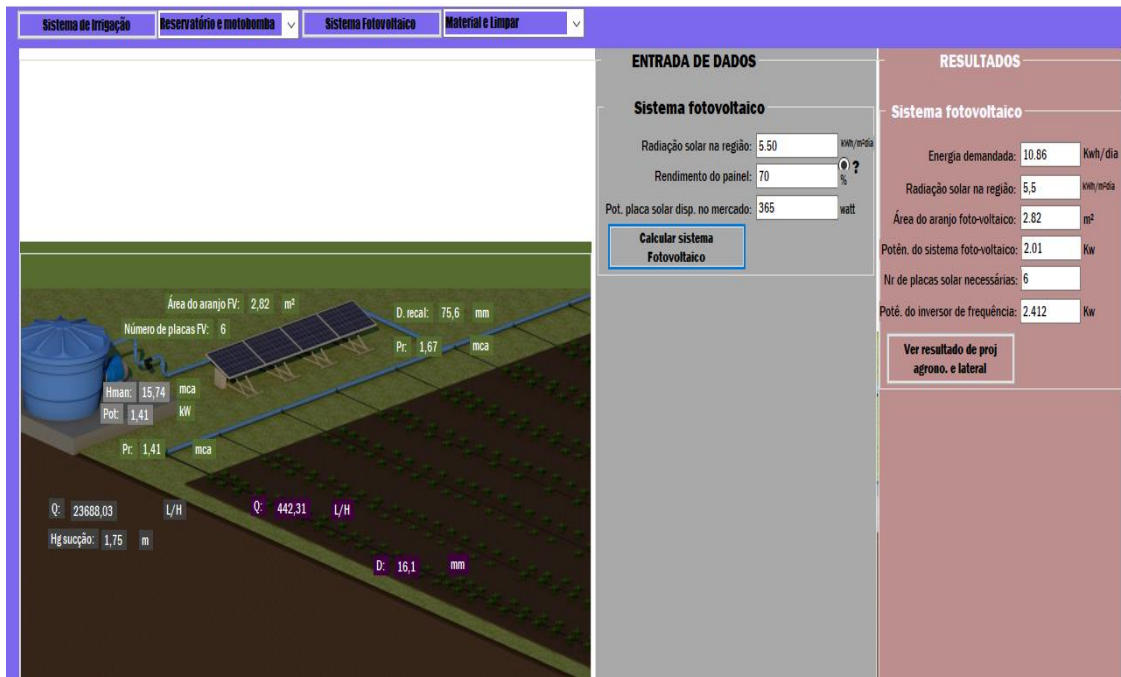 Sistema de Irrigação
Reservatório e motobomba
Sistema Fotovoltaico
Material e Limpar
Área do aranjo FV: 2,82 m²
Número de placas FV: 6
D. recal: 75,6 mm
Pr: 1,67 mca
Hman: 15,74 mca
Pot: 1,41 kW
Pr: 1,41 mca
Q: 23688,03 L/H
Q: 442,31 L/H
Hg sucção: 1,75 m
D: 16,1 mm
ENTRADA DE DADOS
Sistema fotovoltaico
Radiação solar na região: 5.50 kWh/m²dia
Rendimento do painel: 70 % ?
Pot. placa solar disp. no mercado: 365 watt
Calcular sistema
Fotovoltaico
RESULTADOS
Sistema fotovoltaico
Energia demandada: 10.86 Kwh/dia
Radiação solar na região: 5,5 kWh/m²dia
Área do aranjo foto-voltaico: 2.82 m²
Potên. do sistema foto-voltaico: 2.01 Kw
Nr de placas solar necessárias: 6
Poté. do inversor de frequência: 2.412 Kw
Ver resultado de proj
agrono. e lateral